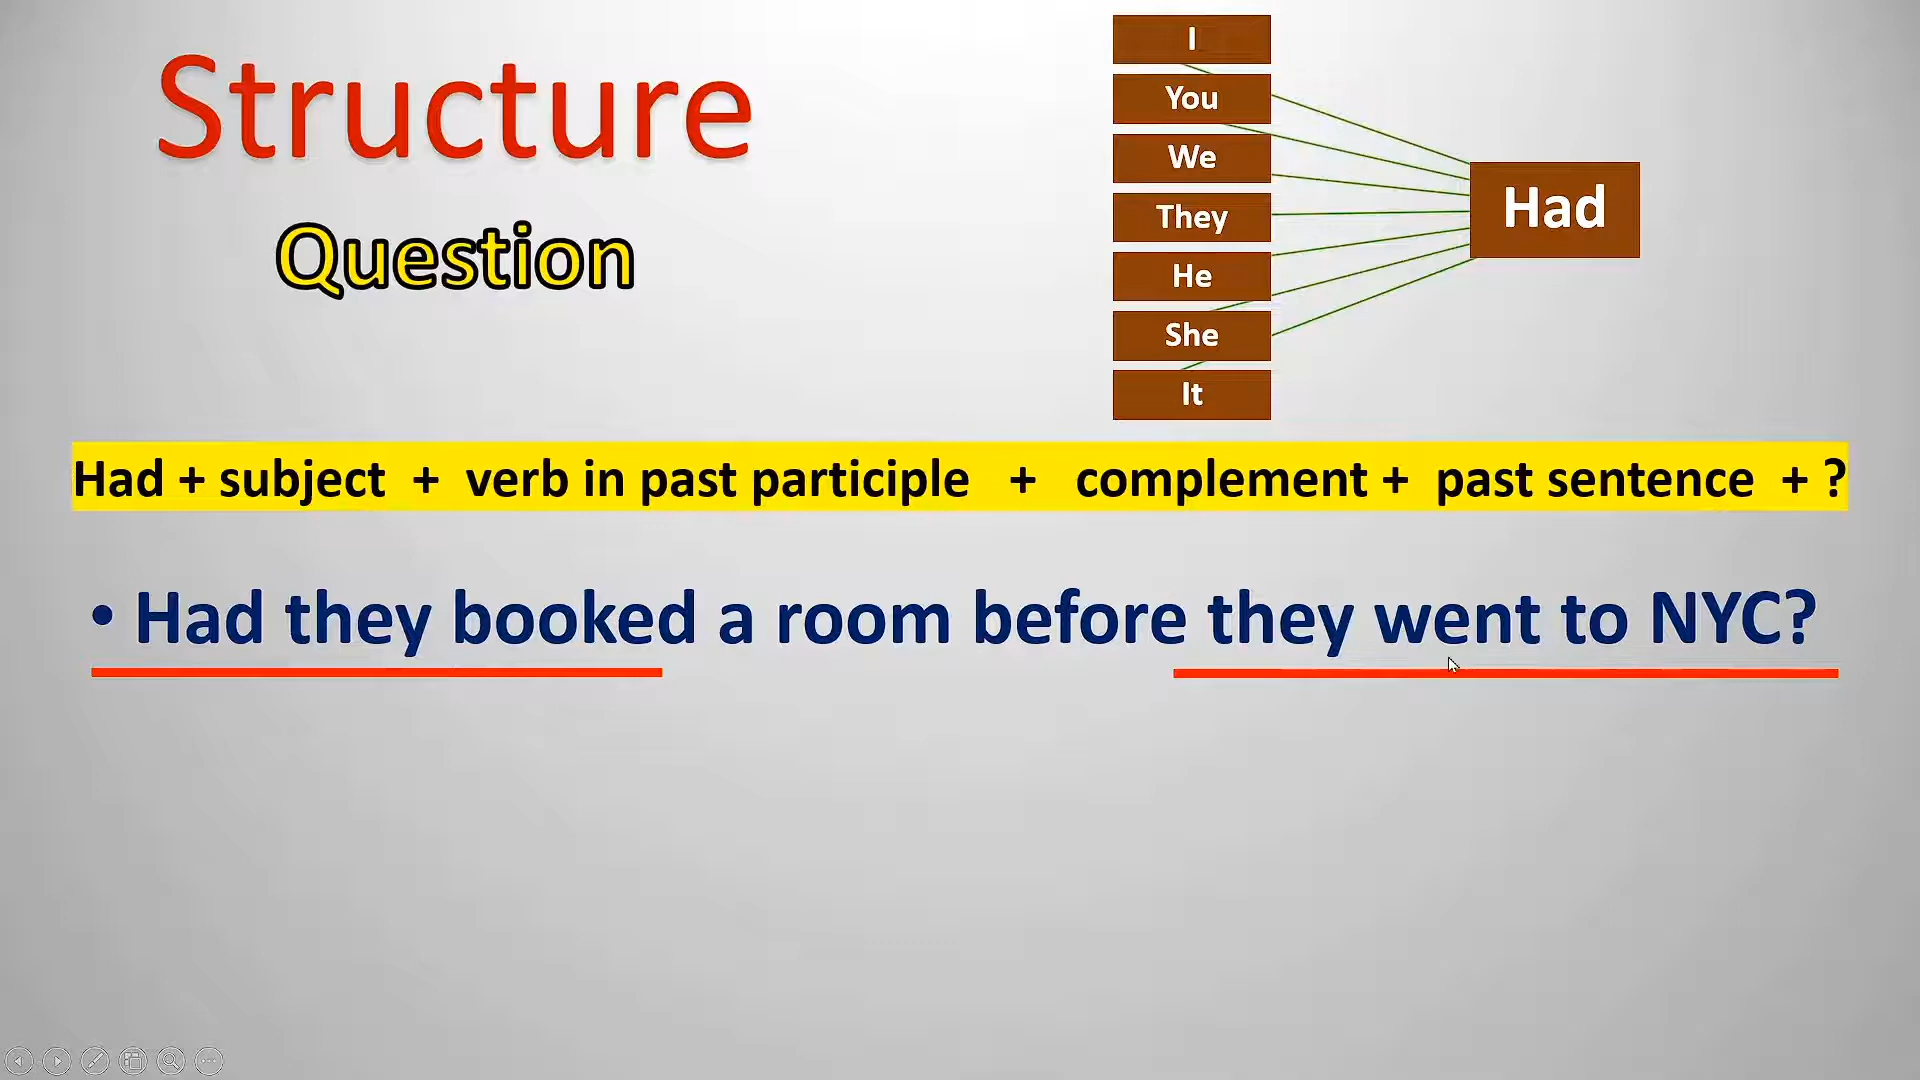 Structure
Question
I
You
We
They
He
She
It
Had
Had + subject + verb in past participle + complement + past sentence + ?
• Had they booked a room before they went to NYC?